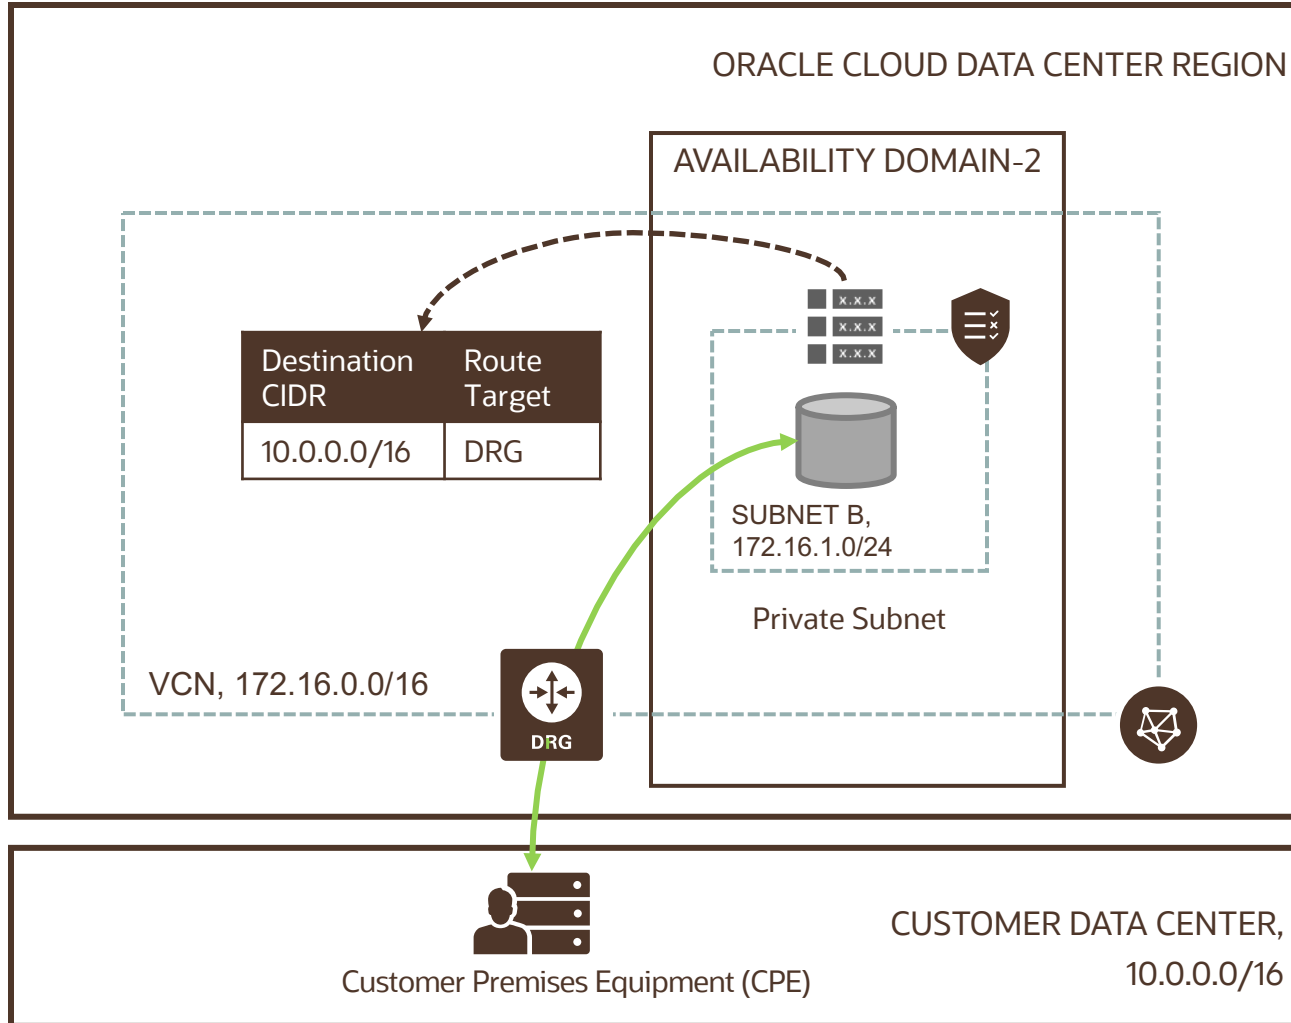 ORACLE CLOUD DATA CENTER REGION
AVAILABILITY DOMAIN-2
x.x.x
x.x.x
x.x.x
Destination CIDR
Route Target
10.0.0.0/16
DRG
SUBNET B,
172.16.1.0/24
Private Subnet
VCN, 172.16.0.0/16
DRG
CUSTOMER DATA CENTER,
10.0.0.0/16
Customer Premises Equipment (CPE)